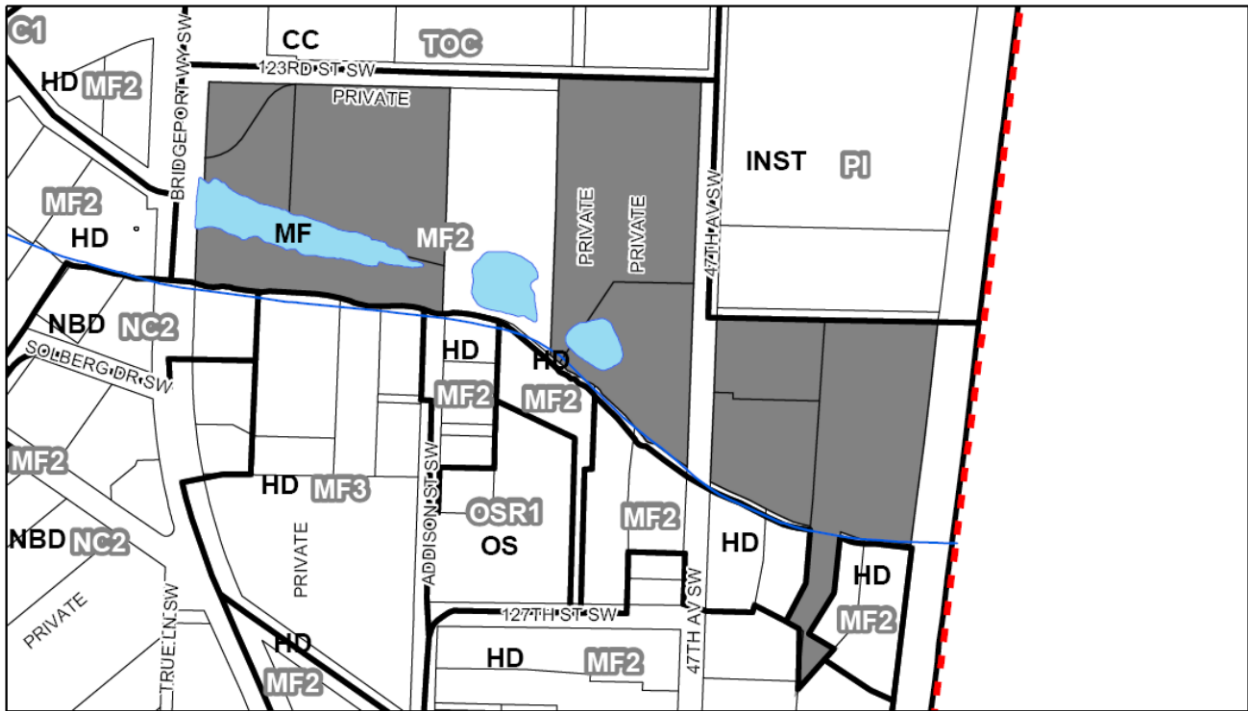 C1
CC
TOC
123RD ST SW
HD
MF2
BRIDGEPORT WY SW
PRIVATE
INST
PI
MF2
HD
PRIVATE
PRIVATE
47TH AV SW
MF
MF2
NBD
NC2
SOLBERG DR SW
HD
HD
MF2
MF2
MF2
HD
MF3
ADDISON ST SW
OSR1
OS
MF2
HD
NBD
NC2
PRIVATE
HD
MF2
PRIVATE
127TH ST SW
47TH AV SW
TRUE LN SW
HD
MF2
HD
MF2